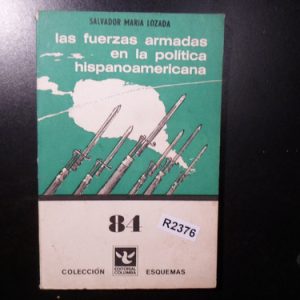 SALVADOR MARIA LOZADA
las fuerzas armadas
en la política
hispanoamericana
84
R2376
EDITORIAL
COLUMBA
COLECCIÓN ESQUEMAS